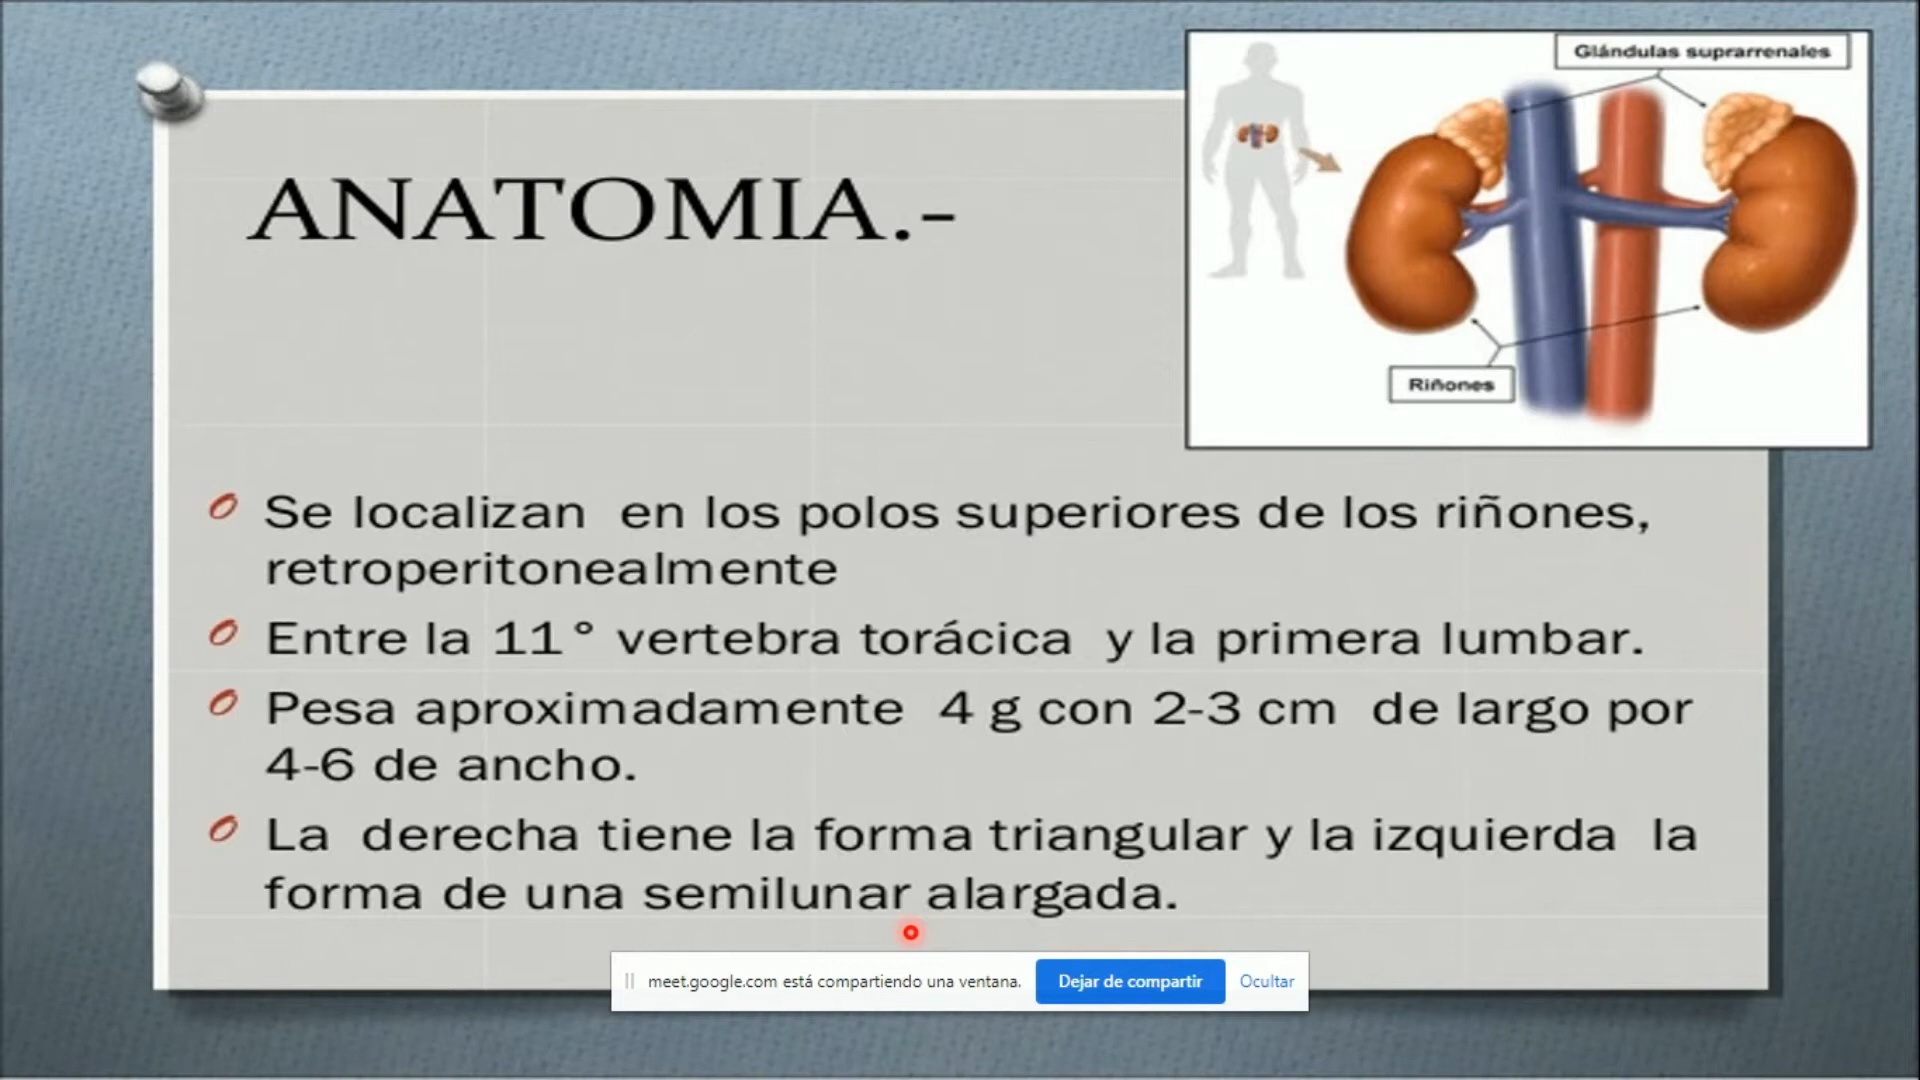 Glándulas suprarrenales
ANATOMIA.-
Riñones
Se localizan en los polos superiores de los riñones,
retroperitonealmente
Entre la 11° vertebra torácica y la primera lumbar.
Pesa aproximadamente 4 g con 2-3 cm de largo por
4-6 de ancho.
La derecha tiene la forma triangular y la izquierda la
forma de una semilunar alargada.
meet.google.com está compartiendo una ventana. Dejar de compartir Ocultar